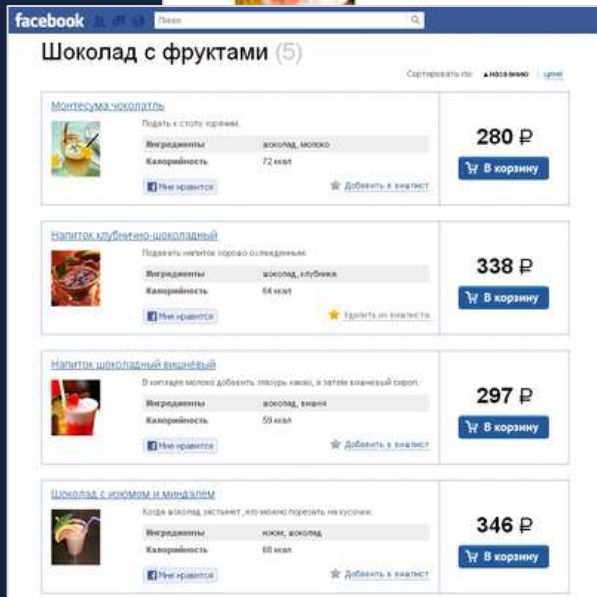 facebook
Поиск
Шоколад с фруктами (5)
Сортировать по: ▲названию | цене
Монтесума чоколатль
Подать к столу горячим.
Ингредиенты шоколад, молоко
Калорийность 72 ккал
Мне нравится Добавить в вишлист
280 ₽
В корзину
Напиток клубнично-шоколадный
Подавать напиток хорошо охлажденным.
Ингредиенты шоколад, клубника
Калорийность 64 ккал
Мне нравится Удалить из вишлиста
338 ₽
В корзину
Напиток шоколадный вишнёвый
В кипящее молоко добавить глазурь какао, а затем вишневый сироп.
Ингредиенты шоколад, вишня
Калорийность 59 ккал
Мне нравится Добавить в вишлист
297 ₽
В корзину
Шоколад с изюмом и миндалем
Когда шоколад застынет, его можно порезать на кусочки.
Ингредиенты изюм, шоколад
Калорийность 68 ккал
Мне нравится Добавить в вишлист
346 ₽
В корзину